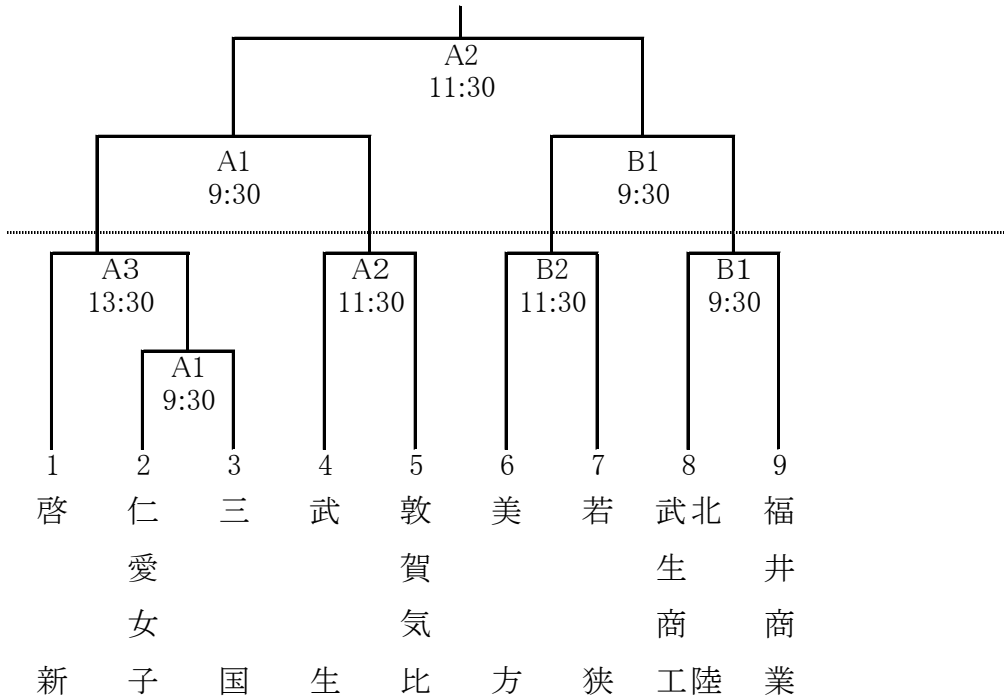 A2
11:30
A1
9:30
B1
9:30
A3
13:30
A2
11:30
B2
11:30
B1
9:30
A1
9:30
1
2
3
4
5
6
7
8
9
啓新
仁愛女子
三国
武生
敦賀気比
美方
若狭
武生商工
北陸
福井商業